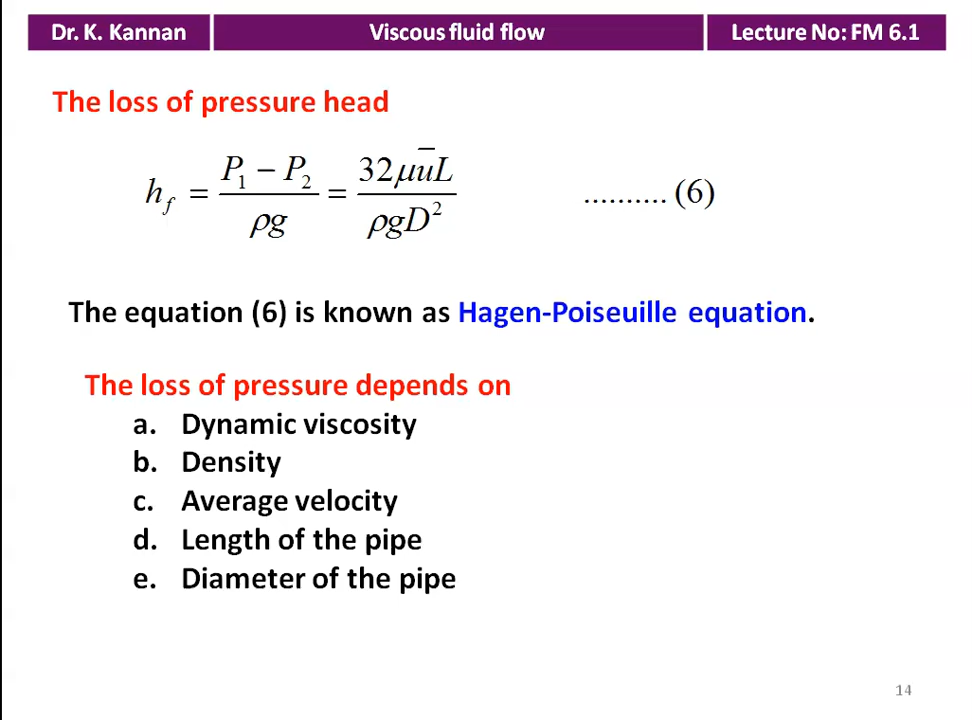 Dr. K. Kannan Viscous fluid flow Lecture No: FM 6.1
The loss of pressure head
h_f = (P₁ − P₂) / (ρg) = (32μūL) / (ρgD²) .......... (6)
The equation (6) is known as Hagen-Poiseuille equation.
The loss of pressure depends on
a. Dynamic viscosity
b. Density
c. Average velocity
d. Length of the pipe
e. Diameter of the pipe
14